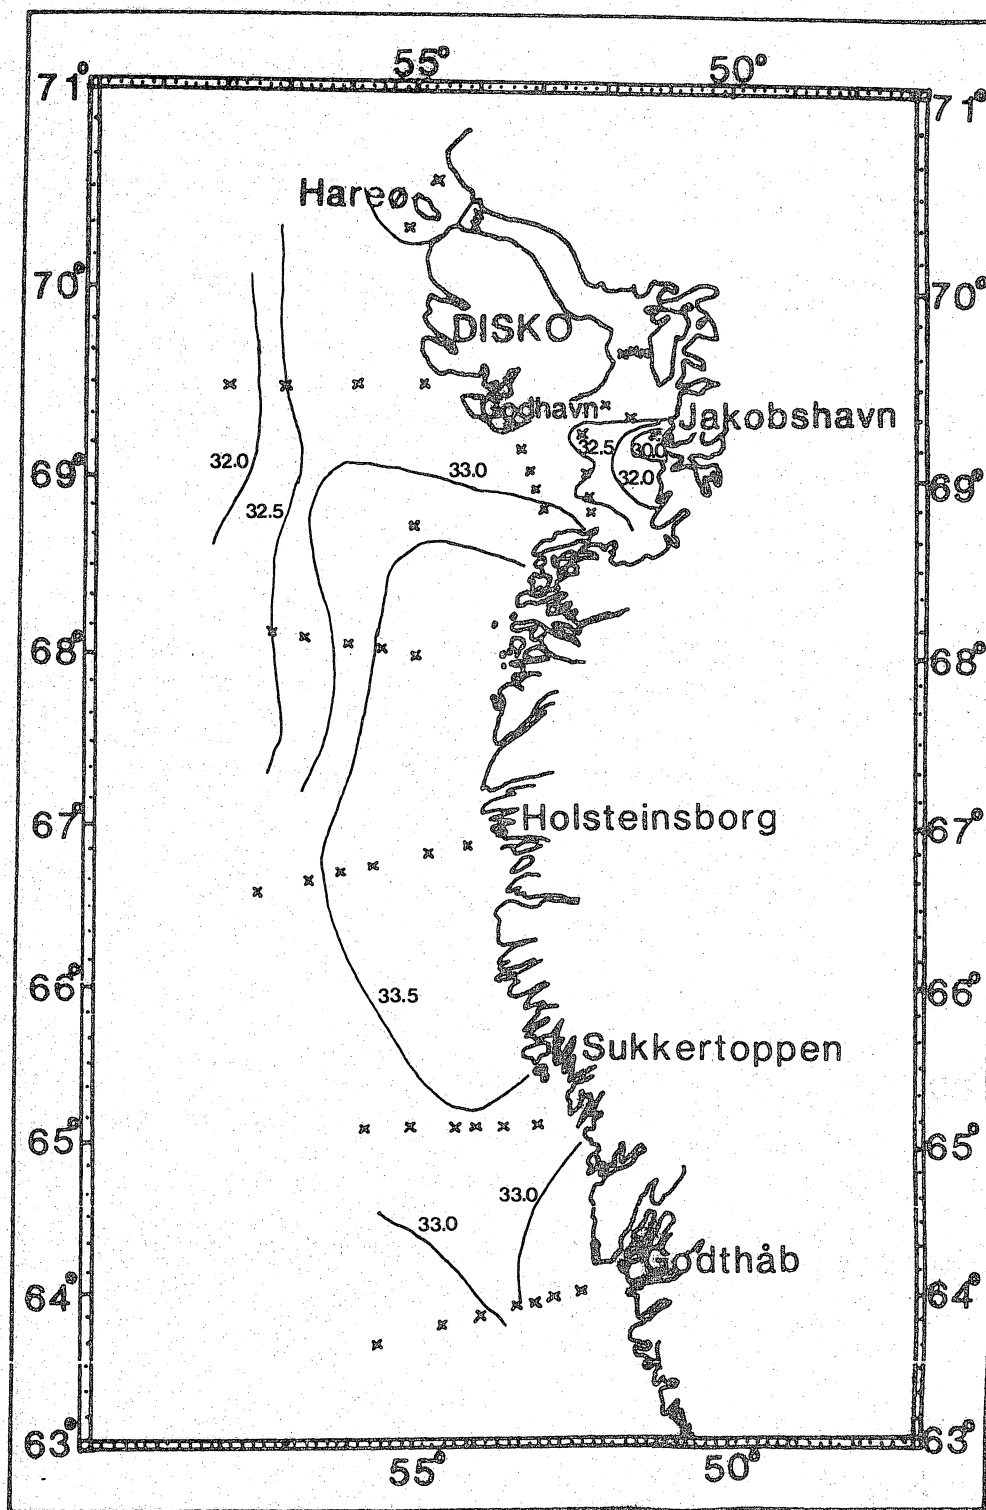 55° 50°
71° 71°
Hareø
70° 70°
DISKO
Godhavn
Jakobshavn
32.0 33.0 32.5 30.0
69° 32.0 69°
32.5
68° 68°
67° Holsteinsborg 67°
66° 66°
33.5
Sukkertoppen
65° 65°
33.0
33.0
Godthåb
64° 64°
63° 63°
55° 50°